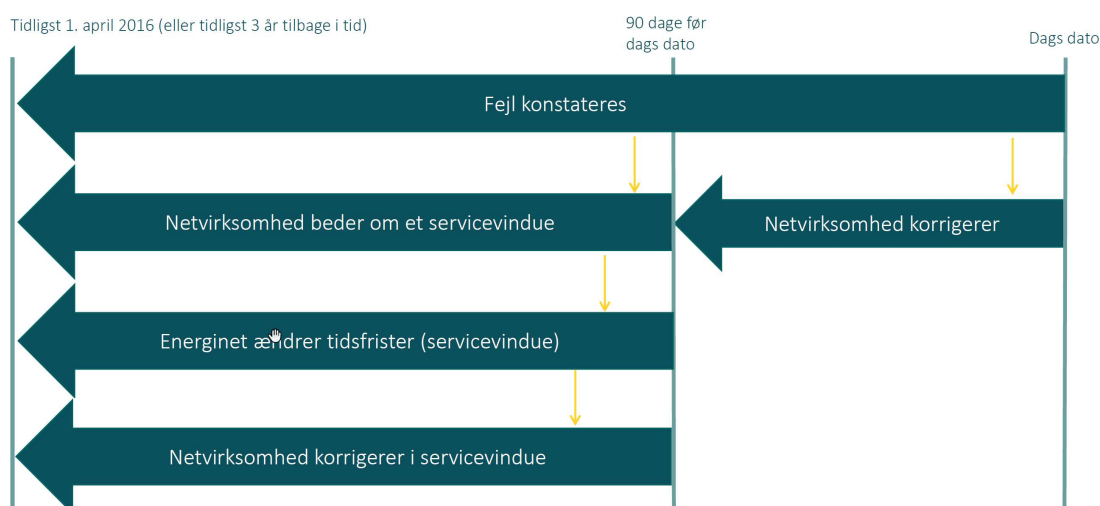 Tidligst 1. april 2016 (eller tidligst 3 år tilbage i tid)
90 dage før
dags dato
Dags dato
Fejl konstateres
Netvirksomhed beder om et servicevindue
Netvirksomhed korrigerer
Energinet ændrer tidsfrister (servicevindue)
Netvirksomhed korrigerer i servicevindue